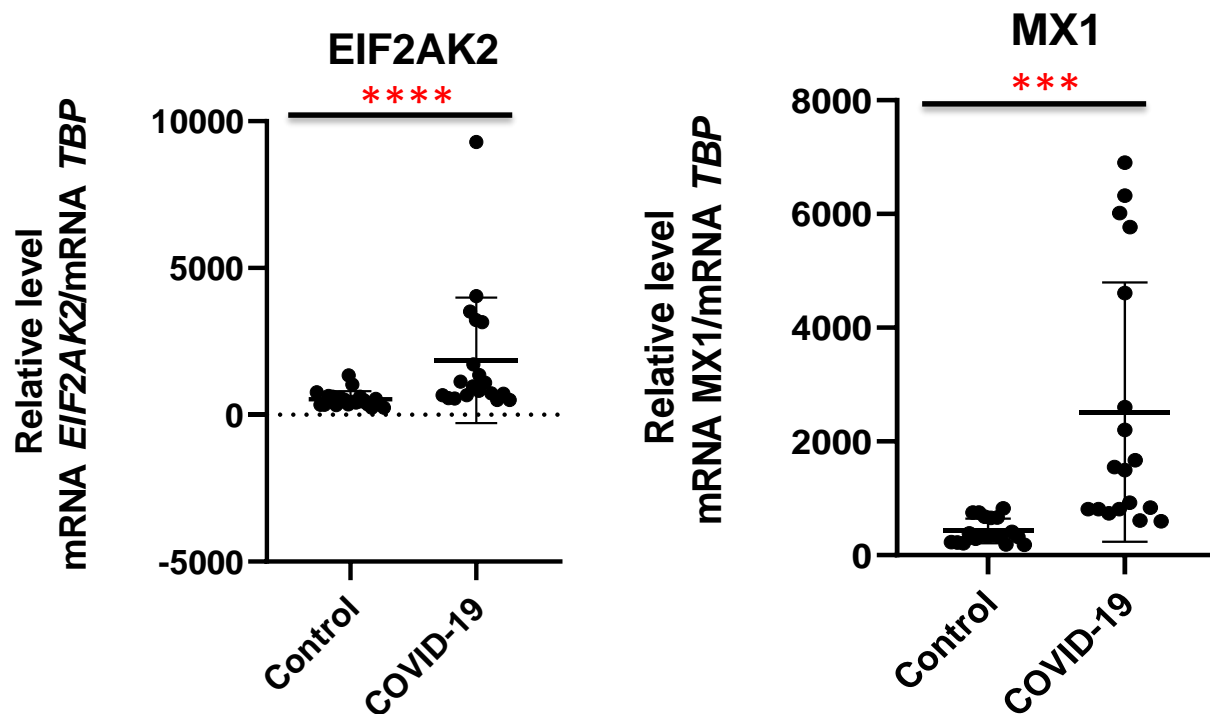 EIF2AK2
****
Relative level
mRNA EIF2AK2/mRNA TBP
10000
5000
0
-5000
Control
COVID-19
MX1
***
Relative level
mRNA MX1/mRNA TBP
8000
6000
4000
2000
0
Control
COVID-19